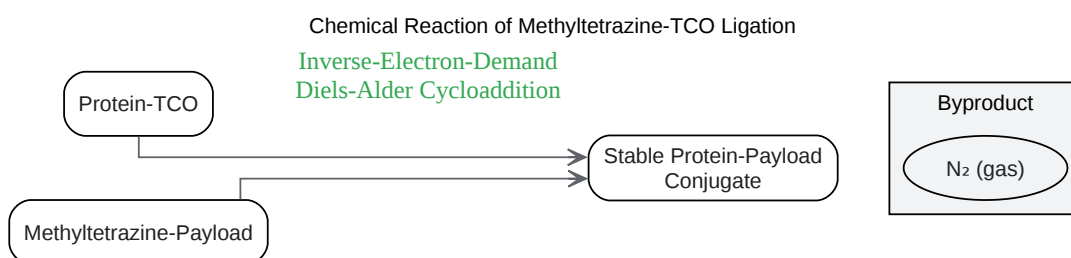 Chemical Reaction of Methyltetrazine-TCO Ligation
Inverse-Electron-Demand
Diels-Alder Cycloaddition
Protein-TCO
Methyltetrazine-Payload
Stable Protein-Payload
Conjugate
Byproduct
N₂ (gas)